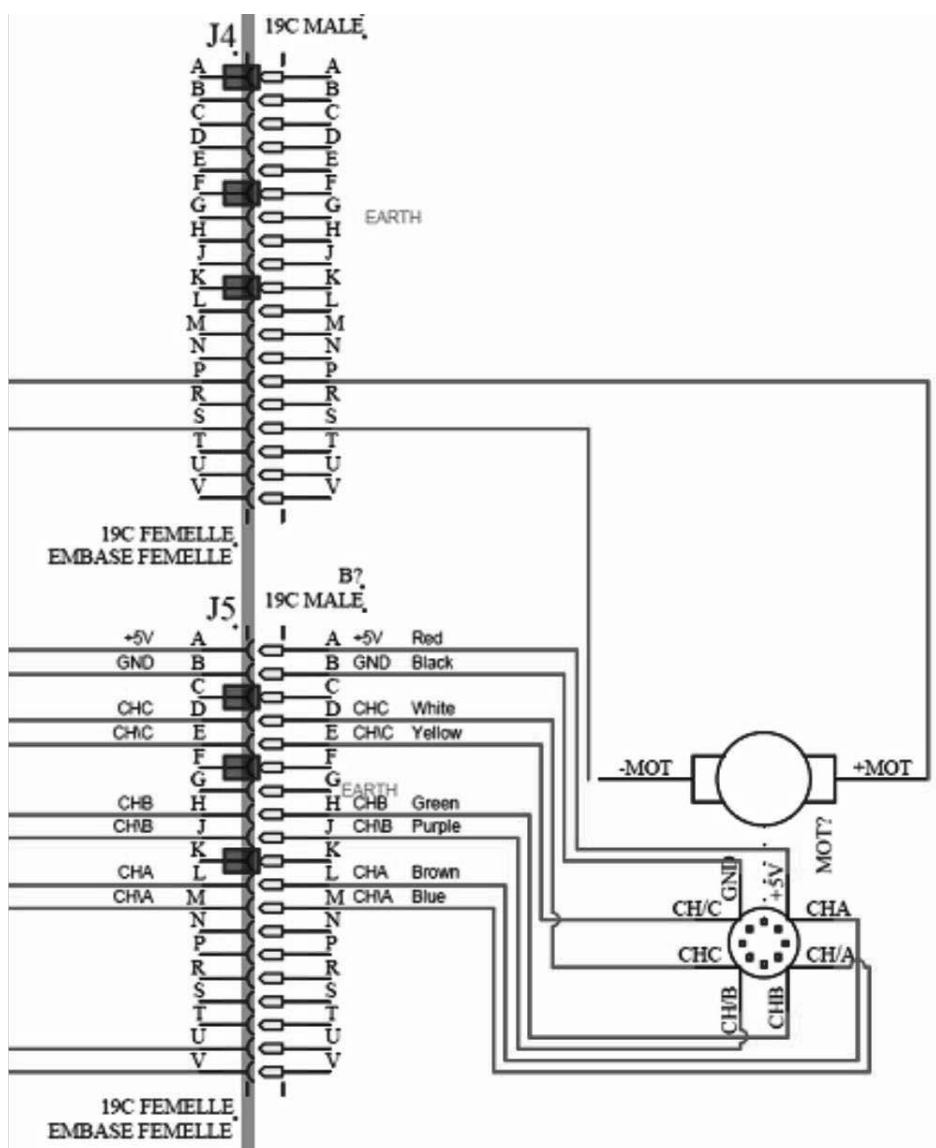 19C MALE
J4
A A
B B
C C
D D
E E
F F
G G
EARTH
H H
J J
K K
L L
M M
N N
P P
R R
S S
T T
U U
V V
19C FEMELLE
EMBASE FEMELLE
B?
J5 19C MALE
+5V A A +5V Red
GND B B GND Black
C C
CHC D D CHC White
CH\C E E CH\C Yellow
F F
G G
EARTH
CHB H H CHB Green
CH\B J J CH\B Purple
K K
CHA L L CHA Brown
CH\A M M CH\A Blue
N N
P P
R R
S S
T T
U U
V V
19C FEMELLE
EMBASE FEMELLE
-MOT +MOT
MOT?
GND +5V
CH/C CHA
CHC CH/A
CH/B CHB